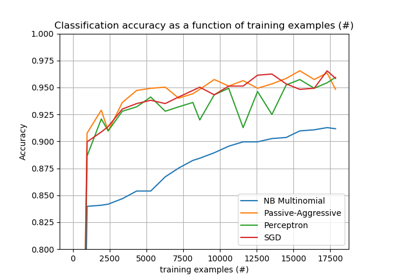 Classification accuracy as a function of training examples (#)
1.000
0.975
0.950
0.925
0.900
0.875
0.850
0.825
0.800
Accuracy
NB Multinomial
Passive-Aggressive
Perceptron
SGD
0 2500 5000 7500 10000 12500 15000 17500
training examples (#)